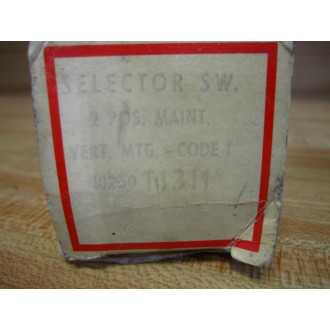 SELECTOR SW.
2 POS. MAINT.
VERT. MTG. - CODE 1
10250